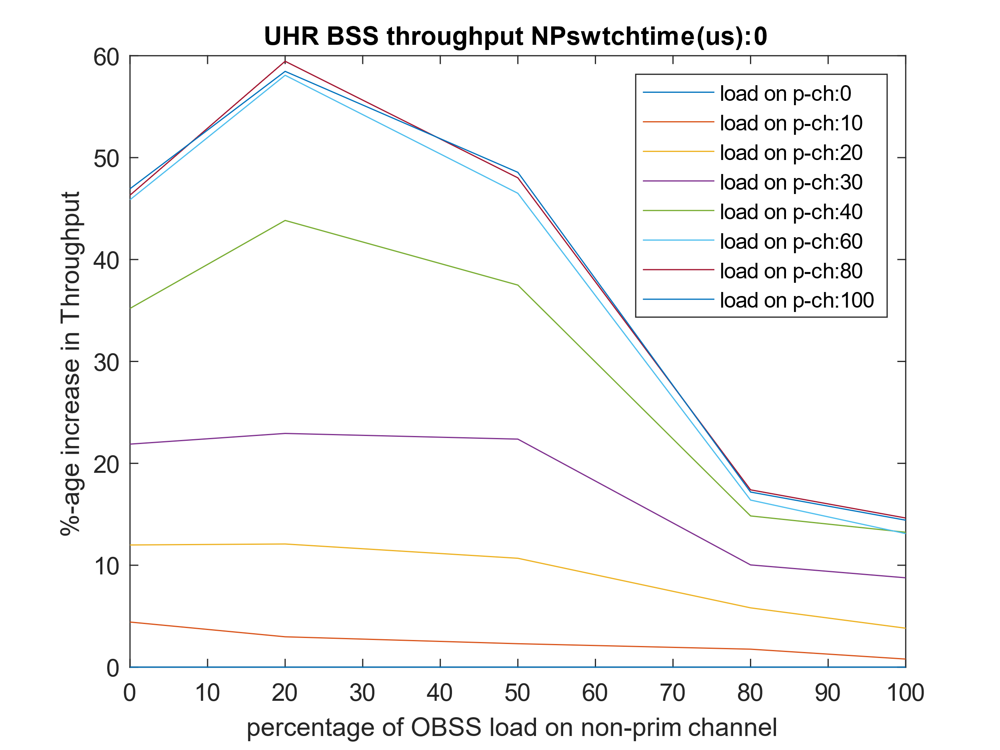 UHR BSS throughput NPswtchtime(us):0
60
50
40
30
20
10
0
%-age increase in Throughput
load on p-ch:0
load on p-ch:10
load on p-ch:20
load on p-ch:30
load on p-ch:40
load on p-ch:60
load on p-ch:80
load on p-ch:100
0 10 20 30 40 50 60 70 80 90 100
percentage of OBSS load on non-prim channel